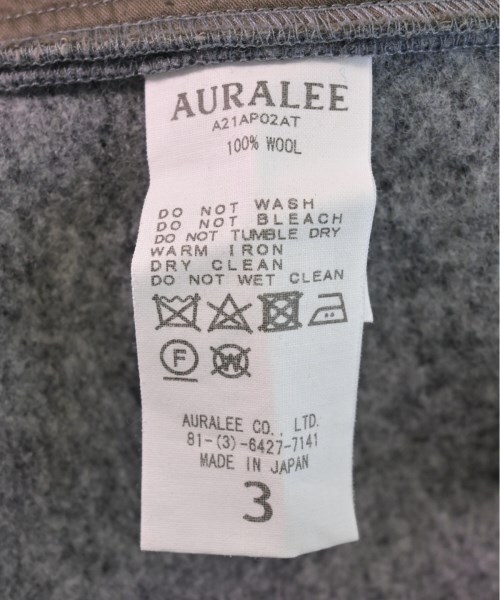 AURALEE
A21AP02AT
100% WOOL
DO NOT WASH
DO NOT BLEACH
DO NOT TUMBLE DRY
WARM IRON
DRY CLEAN
DO NOT WET CLEAN
F W
AURALEE CO., LTD.
81-(3)-6427-7141
MADE IN JAPAN
3